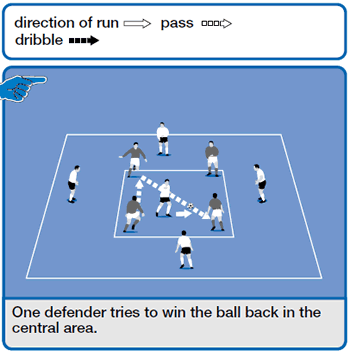 direction of run pass
dribble
One defender tries to win the ball back in the
central area.